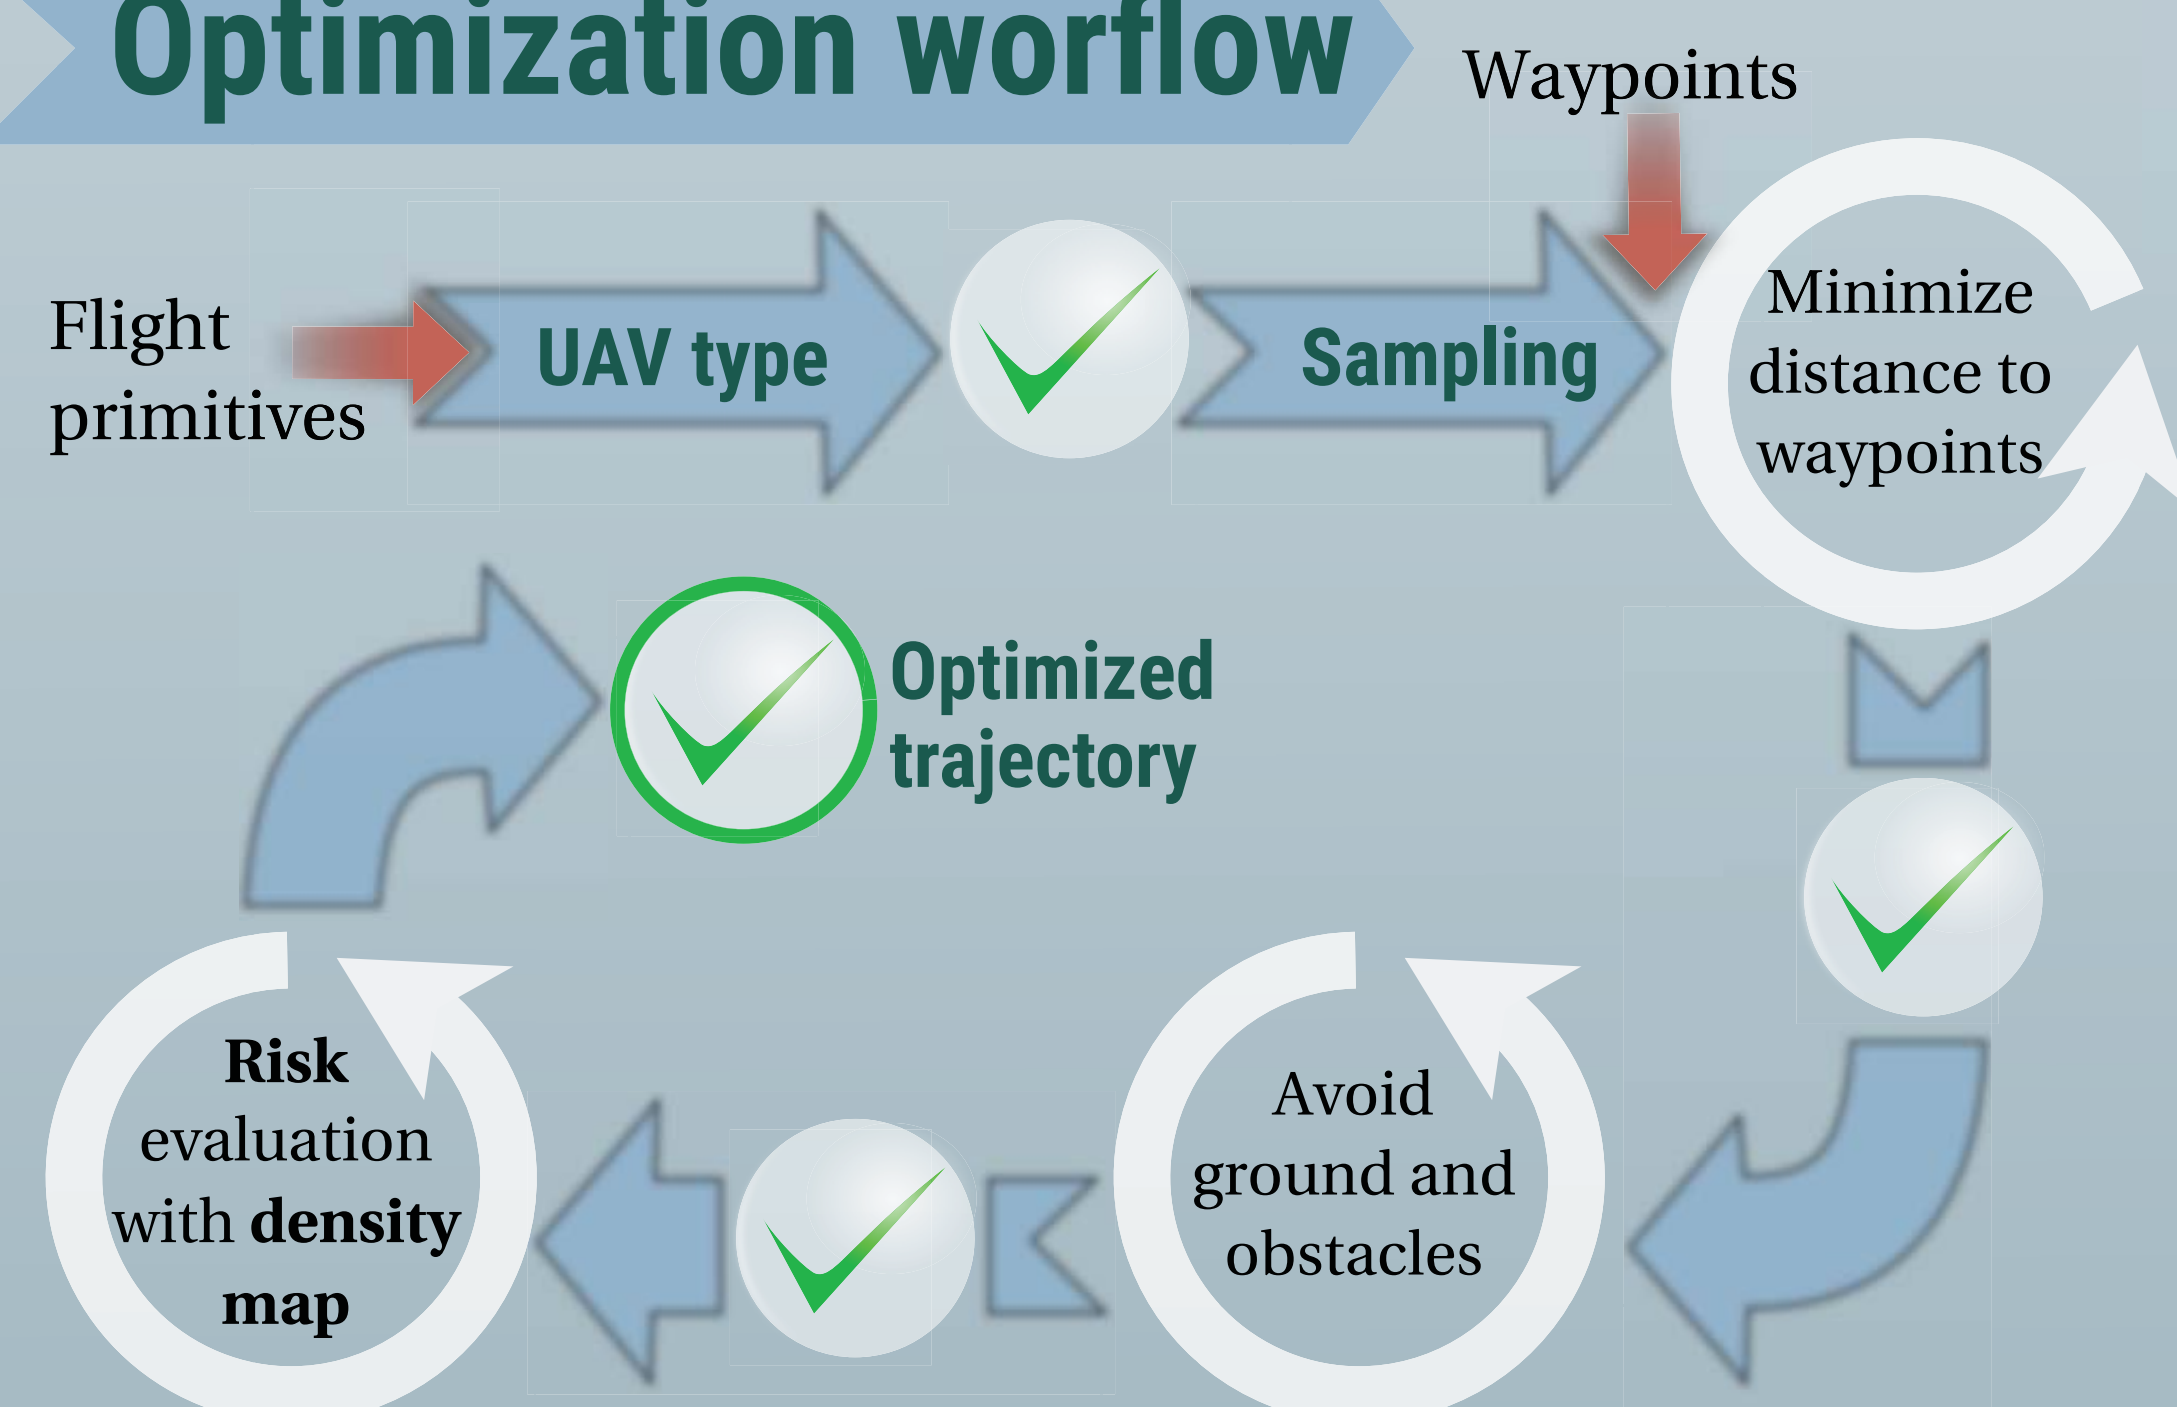 Optimization worflow
Waypoints
Flight
primitives
UAV type
Sampling
Minimize
distance to
waypoints
Optimized
trajectory
Risk
evaluation
with density
map
Avoid
ground and
obstacles